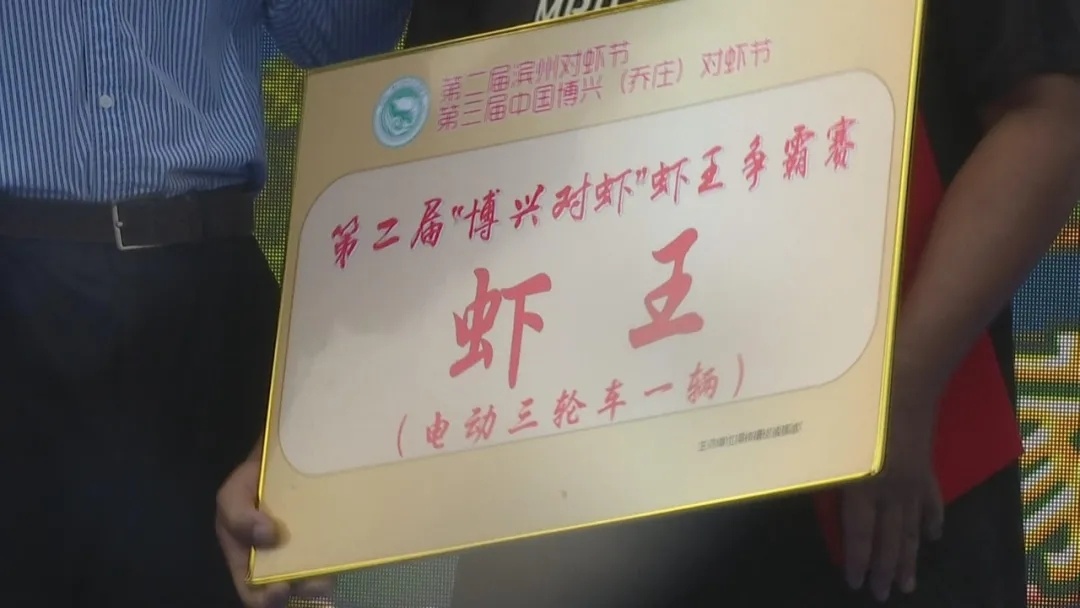 第二届滨州对虾节
第三届中国博兴（乔庄）对虾节
第二届“博兴对虾”虾王争霸赛
虾王
（电动三轮车一辆）